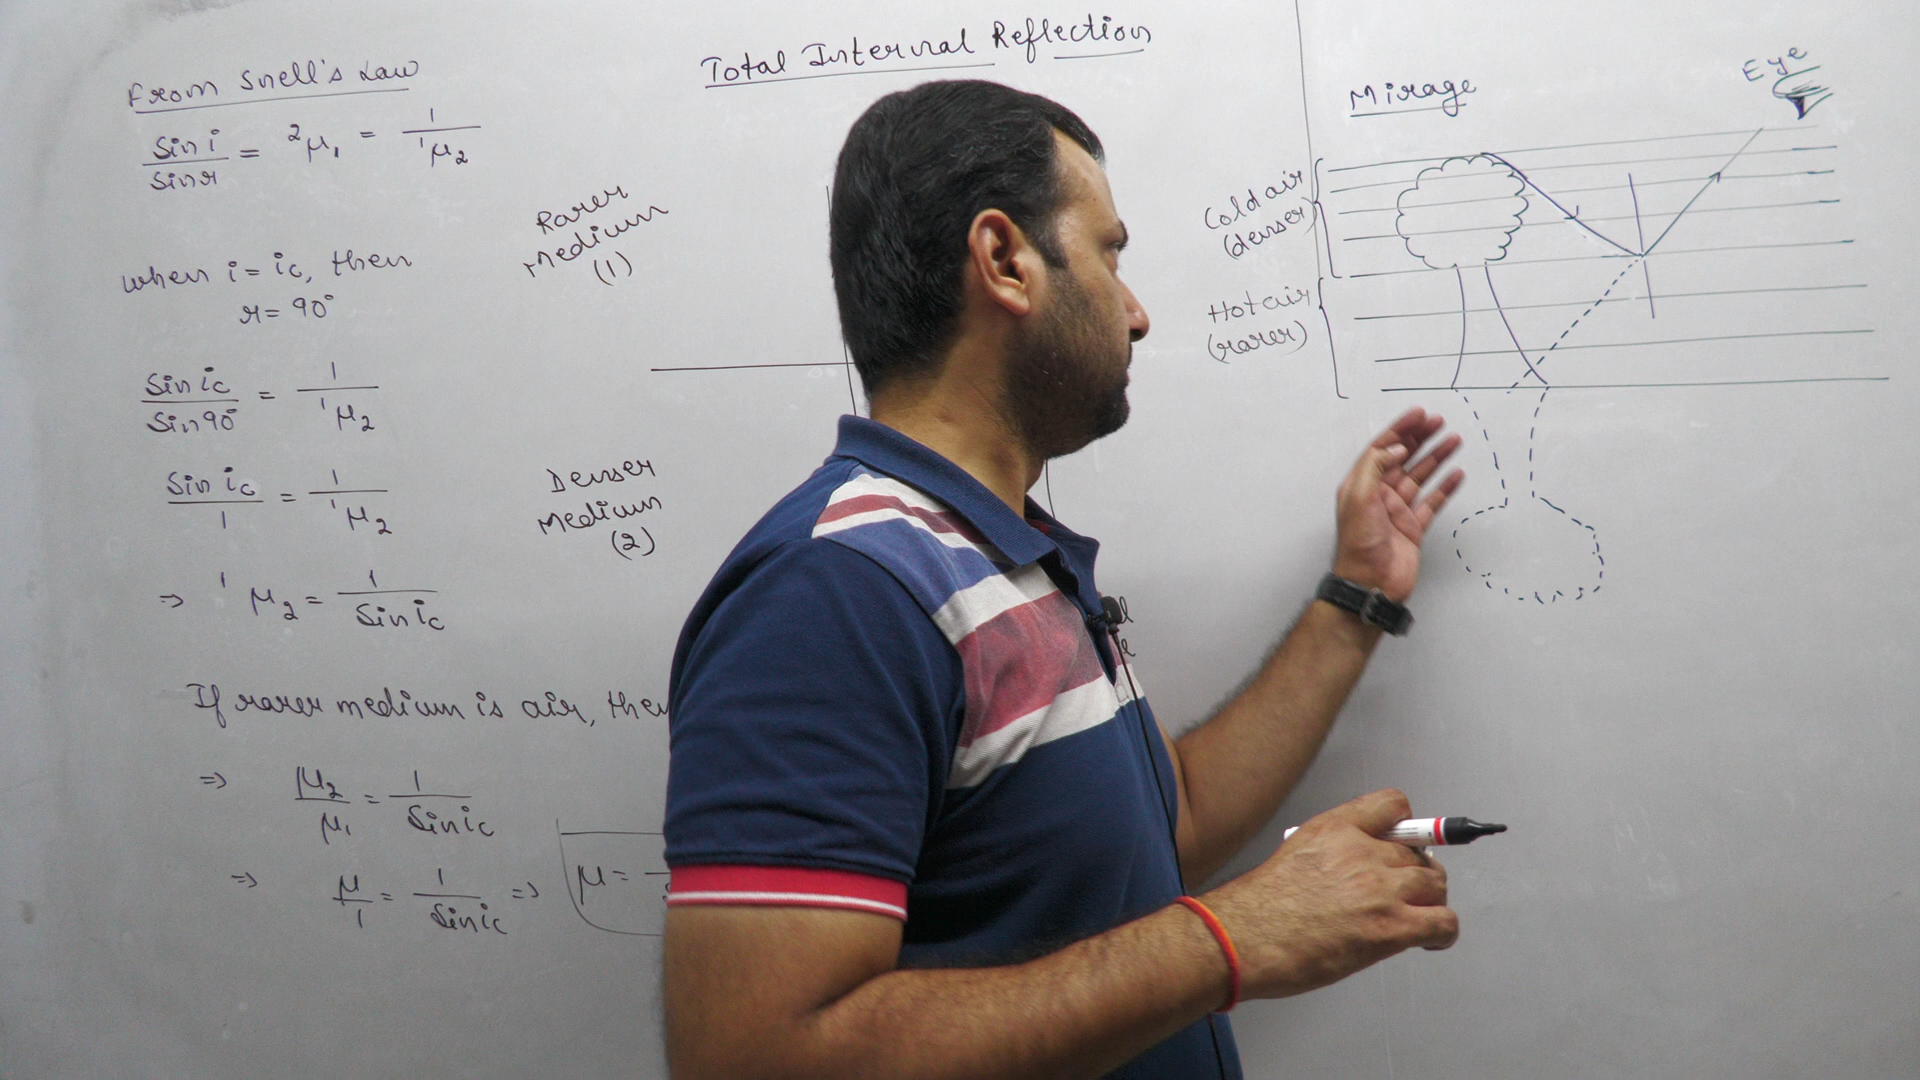 Total Internal Reflection
From Snell's Law
Sin i / Sin r = ²μ₁ = 1 / ¹μ₂
when i = ic, then
r = 90°
Sin ic / Sin 90° = 1 / ¹μ₂
Sin ic / 1 = 1 / ¹μ₂
⇒ ¹μ₂ = 1 / Sin ic
If rarer medium is air, then
⇒ μ₂ / μ₁ = 1 / Sin ic
⇒ μ / 1 = 1 / Sin ic ⇒ μ =
Rarer
Medium
(1)
Denser
Medium
(2)
Mirage
Eye
Cold air
(denser)
Hot air
(rarer)